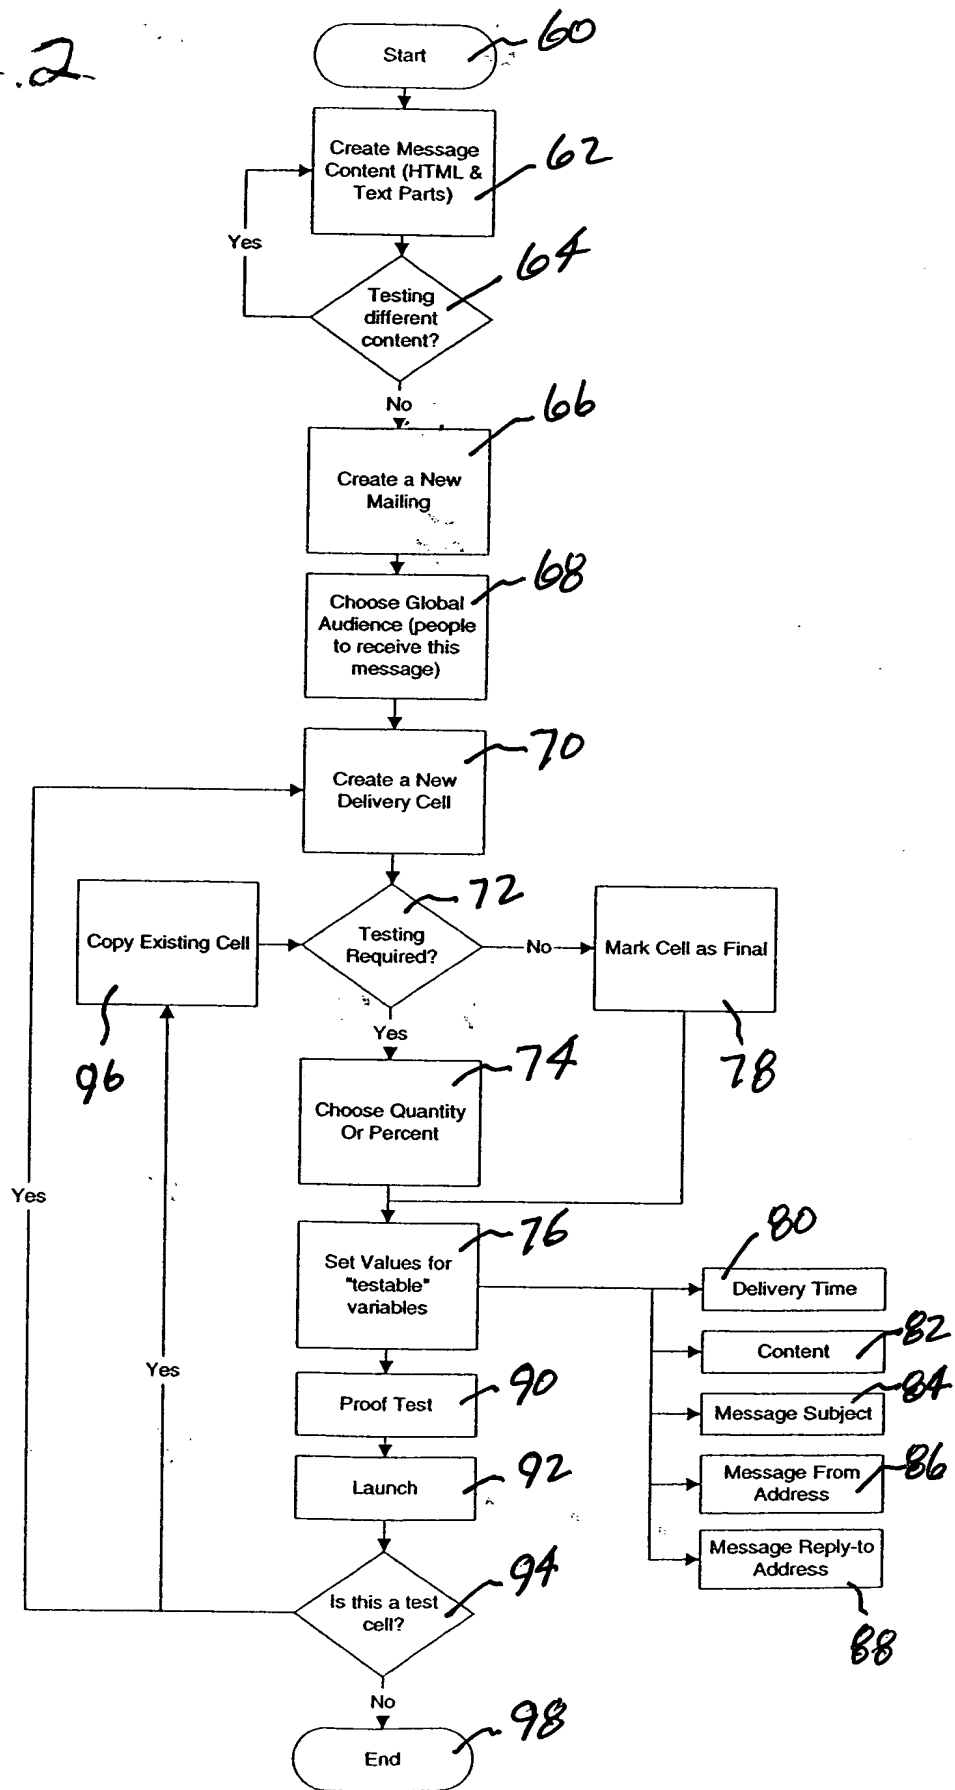 .2
Start
60
Create Message
Content (HTML &
Text Parts)
62
Yes
64
Testing
different
content?
No
66
Create a New
Mailing
68
Choose Global
Audience (people
to receive this
message)
70
Create a New
Delivery Cell
72
Copy Existing Cell
Testing
Required?
No
Mark Cell as Final
96
Yes
74
78
Choose Quantity
Or Percent
Yes
76
80
Set Values for
"testable"
variables
Delivery Time
82
Content
Yes
84
90
Proof Test
Message Subject
92
86
Launch
Message From
Address
Message Reply-to
Address
94
Is this a test
cell?
88
No
98
End